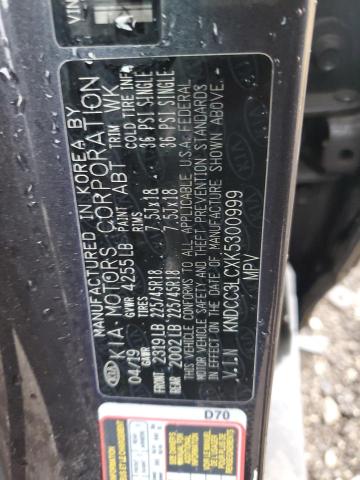 VIN
MANUFACTURED IN KOREA BY
KIA MOTORS CORPORATION
04/19 GVWR 4255LB PAINT ABT TRIM WK
GAWR TIRES RIMS COLD TIRE INF.
FRONT 2319LB 225/45R18 7.5JX18 36 PSI SINGLE
REAR 2002LB 225/45R18 7.5JX18 36 PSI SINGLE
THIS VEHICLE CONFORMS TO ALL APPLICABLE U.S.A. FEDERAL
MOTOR VEHICLE SAFETY AND THEFT PREVENTION STANDARDS
IN EFFECT ON THE DATE OF MANUFACTURE SHOWN ABOVE.
V.I.N KNDCC3LCXK5300999
MPV
D70